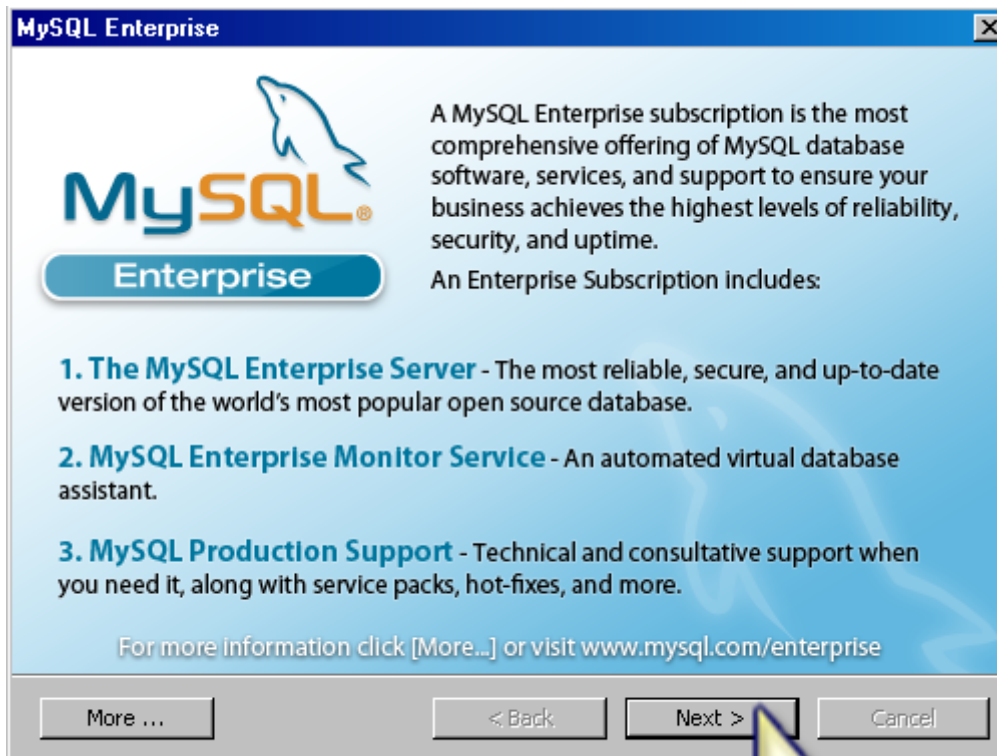 MySQL Enterprise
A MySQL Enterprise subscription is the most
comprehensive offering of MySQL database
software, services, and support to ensure your
business achieves the highest levels of reliability,
security, and uptime.
An Enterprise Subscription includes:
MySQL®
Enterprise
1. The MySQL Enterprise Server - The most reliable, secure, and up-to-date
version of the world's most popular open source database.
2. MySQL Enterprise Monitor Service - An automated virtual database
assistant.
3. MySQL Production Support - Technical and consultative support when
you need it, along with service packs, hot-fixes, and more.
For more information click [More...] or visit www.mysql.com/enterprise
More ...
< Back
Next >
Cancel